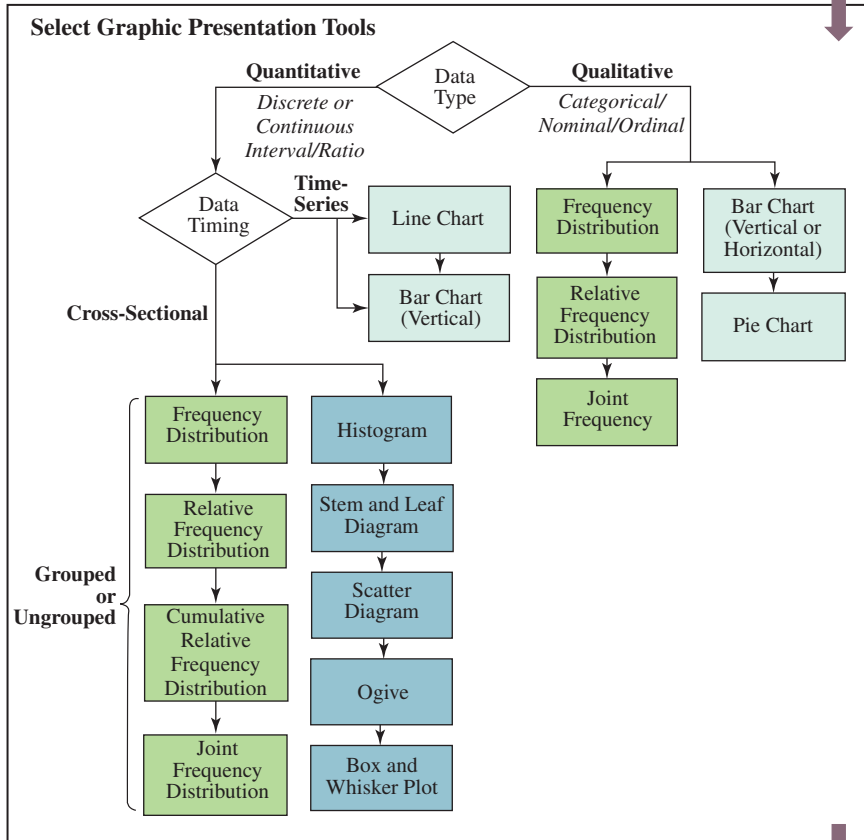 Select Graphic Presentation Tools
Data
Type
Quantitative
Discrete or
Continuous
Interval/Ratio
Qualitative
Categorical/
Nominal/Ordinal
Data
Timing
Time-
Series
Line Chart
Bar Chart
(Vertical)
Frequency
Distribution
Relative
Frequency
Distribution
Joint
Frequency
Bar Chart
(Vertical or
Horizontal)
Pie Chart
Cross-Sectional
Grouped
or
Ungrouped
Frequency
Distribution
Relative
Frequency
Distribution
Cumulative
Relative
Frequency
Distribution
Joint
Frequency
Distribution
Histogram
Stem and Leaf
Diagram
Scatter
Diagram
Ogive
Box and
Whisker Plot